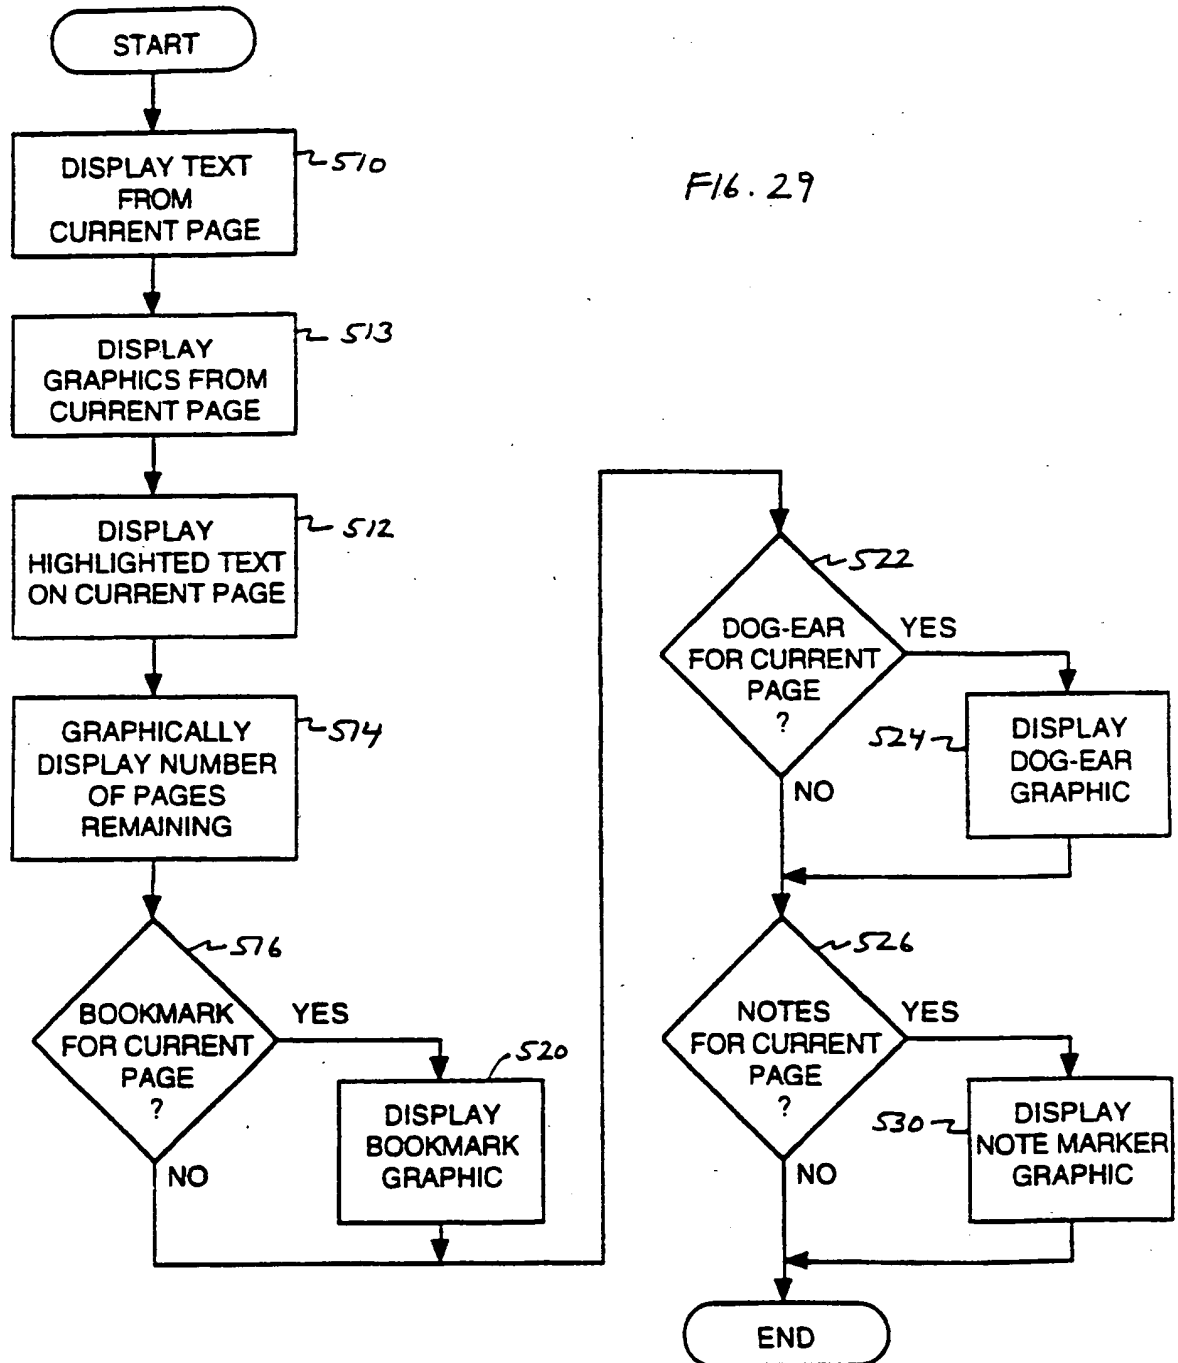 START
DISPLAY TEXT
FROM
CURRENT PAGE
510
FIG. 29
DISPLAY
GRAPHICS FROM
CURRENT PAGE
513
DISPLAY
HIGHLIGHTED TEXT
ON CURRENT PAGE
512
GRAPHICALLY
DISPLAY NUMBER
OF PAGES
REMAINING
514
BOOKMARK
FOR CURRENT
PAGE
?
516
YES
NO
DISPLAY
BOOKMARK
GRAPHIC
520
DOG-EAR
FOR CURRENT
PAGE
?
522
YES
NO
524
DISPLAY
DOG-EAR
GRAPHIC
NOTES
FOR CURRENT
PAGE
?
526
YES
NO
530
DISPLAY
NOTE MARKER
GRAPHIC
END